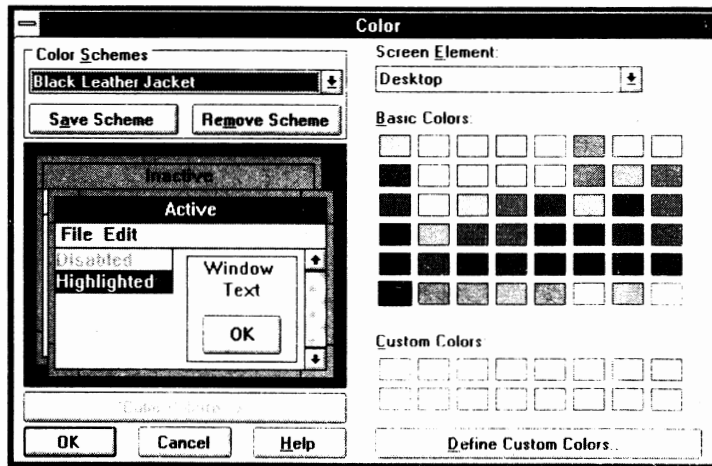 Color
Color Schemes
Black Leather Jacket
Save Scheme Remove Scheme
Inactive
Active
File Edit
Disabled
Highlighted
Window
Text
OK
OK Cancel Help
Screen Element:
Desktop
Basic Colors:
Custom Colors
Define Custom Colors..